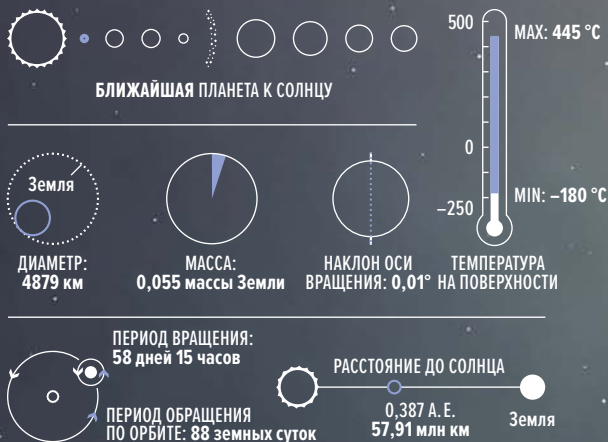 БЛИЖАЙШАЯ ПЛАНЕТА К СОЛНЦУ
500
0
–250
MAX: 445 °C
MIN: –180 °C
ТЕМПЕРАТУРА
НА ПОВЕРХНОСТИ
Земля
ДИАМЕТР:
4879 км
МАССА:
0,055 массы Земли
НАКЛОН ОСИ
ВРАЩЕНИЯ: 0,01°
ПЕРИОД ВРАЩЕНИЯ:
58 дней 15 часов
ПЕРИОД ОБРАЩЕНИЯ
ПО ОРБИТЕ: 88 земных суток
РАССТОЯНИЕ ДО СОЛНЦА
0,387 А. Е.
57,91 млн км
Земля